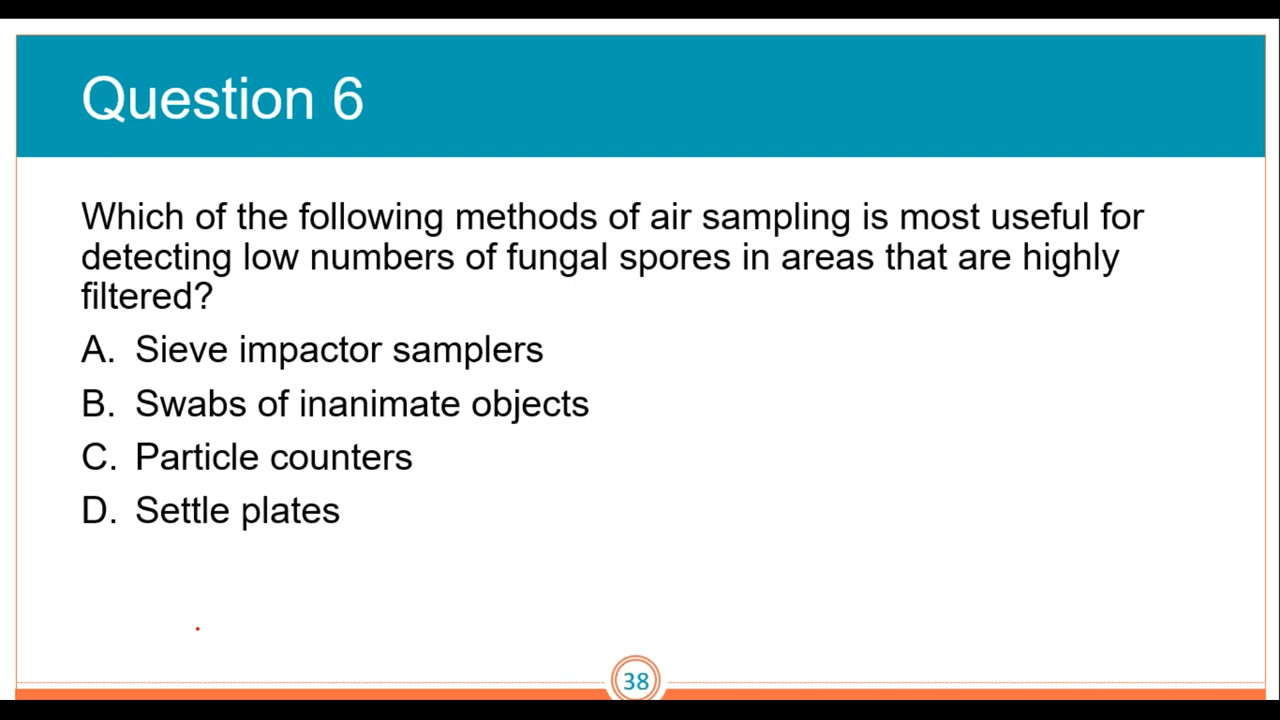 Question 6
Which of the following methods of air sampling is most useful for
detecting low numbers of fungal spores in areas that are highly
filtered?
A. Sieve impactor samplers
B. Swabs of inanimate objects
C. Particle counters
D. Settle plates
38